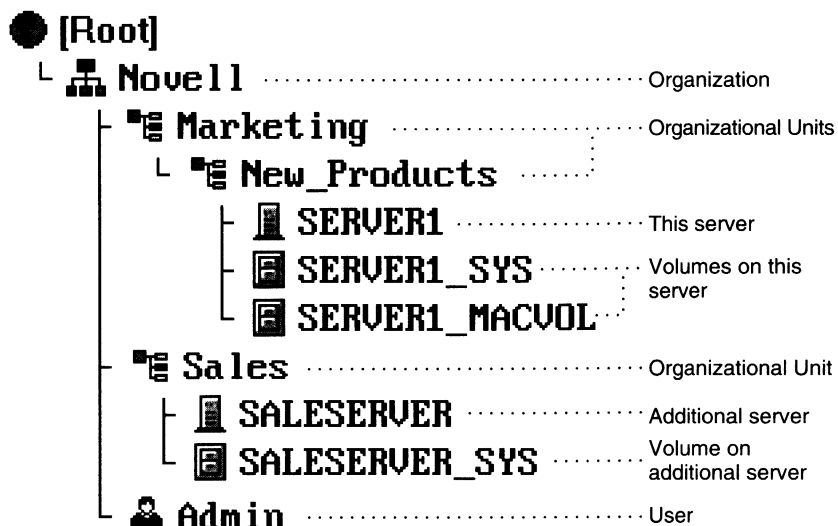 [Root]
Novell Organization
Marketing Organizational Units
New_Products
SERVER1 This server
SERVER1_SYS Volumes on this
server
SERVER1_MACVOL
Sales Organizational Unit
SALESERVER Additional server
SALESERVER_SYS Volume on
additional server
Admin User